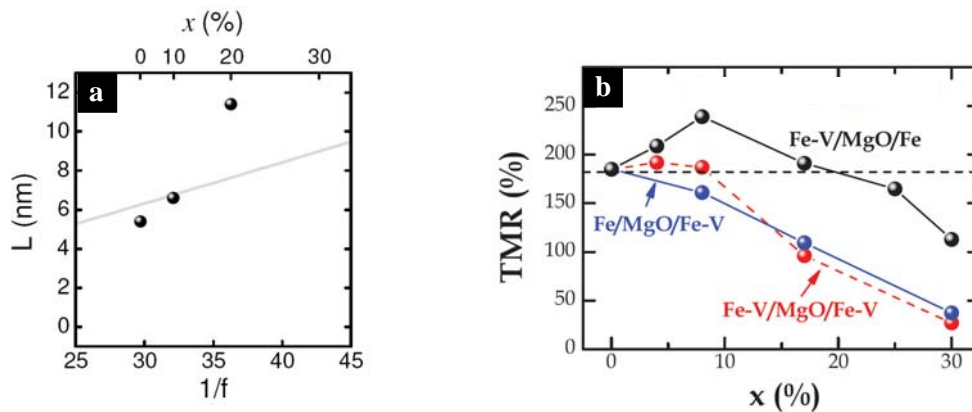 x (%)
0 10 20 30
a
12
10
8
6
4
2
0
L (nm)
25 30 35 40 45
1/f
b
250
200
150
100
50
0
TMR (%)
Fe-V/MgO/Fe
Fe/MgO/Fe-V
Fe-V/MgO/Fe-V
0 10 20 30
x (%)